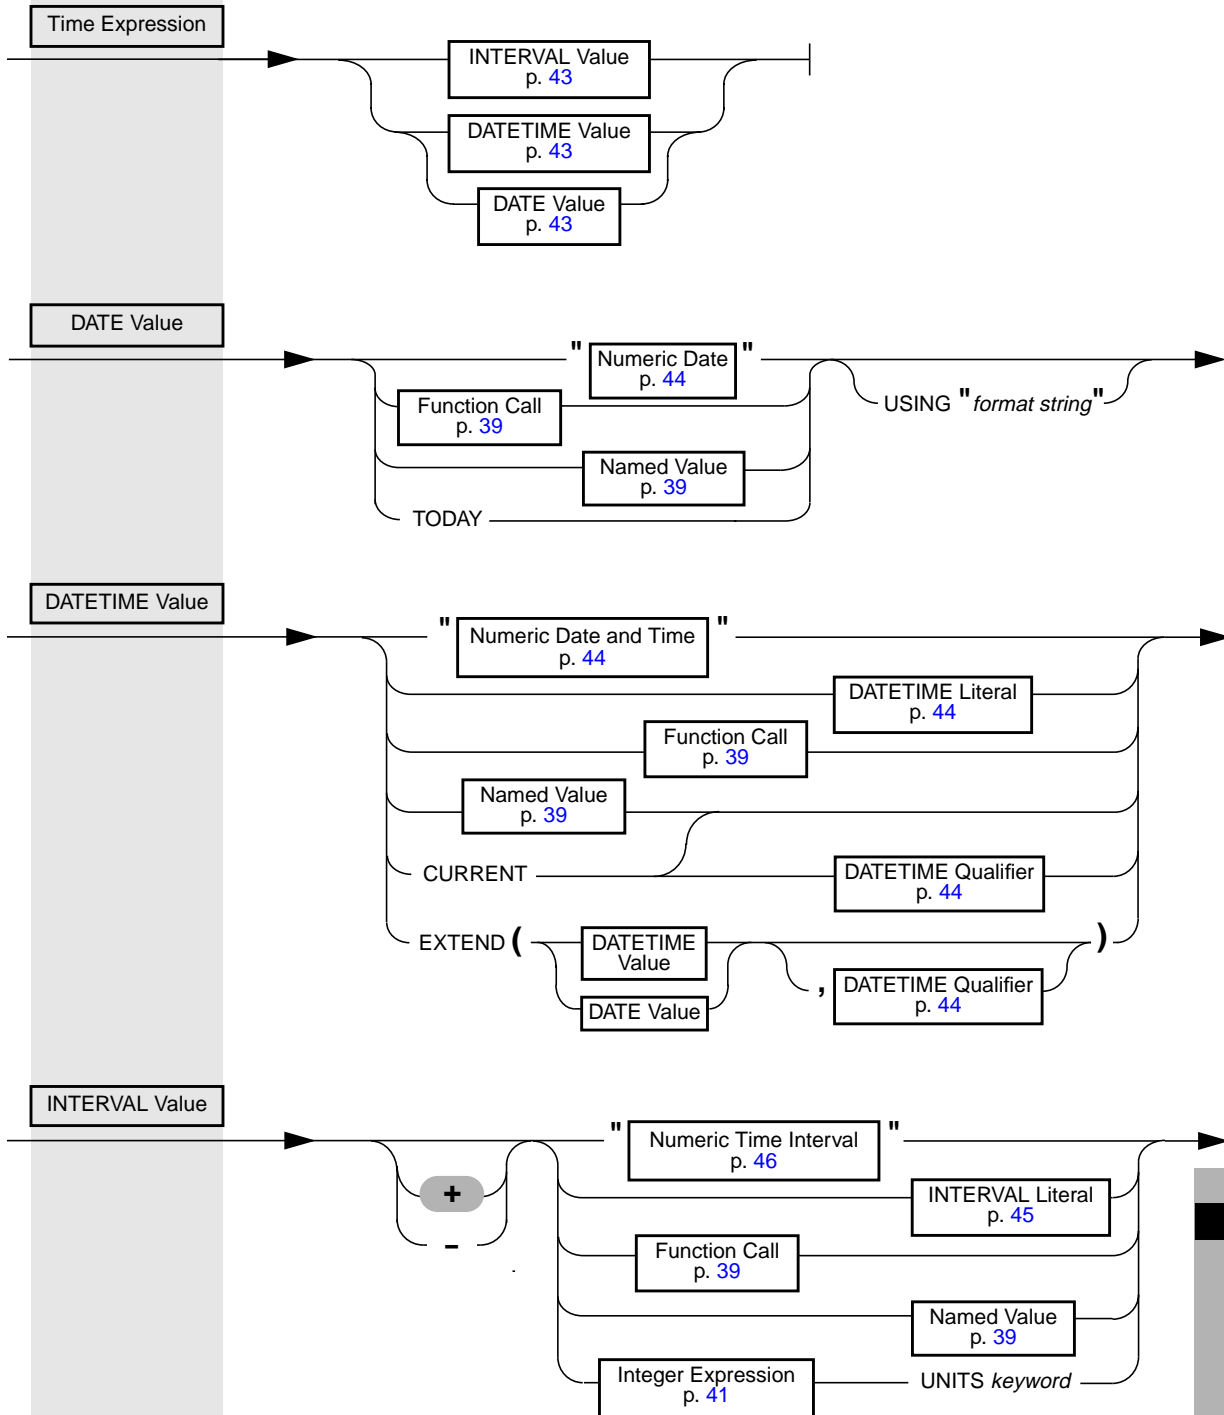 Time Expression
INTERVAL Value
p. 43
DATETIME Value
p. 43
DATE Value
p. 43
DATE Value
" Numeric Date "
p. 44
USING "format string"
Function Call
p. 39
Named Value
p. 39
TODAY
DATETIME Value
" Numeric Date and Time "
p. 44
DATETIME Literal
p. 44
Function Call
p. 39
Named Value
p. 39
CURRENT
DATETIME Qualifier
p. 44
EXTEND ( DATETIME )
Value
, DATETIME Qualifier
p. 44
DATE Value
INTERVAL Value
" Numeric Time Interval "
p. 46
+
INTERVAL Literal
p. 45
–
Function Call
p. 39
Named Value
p. 39
Integer Expression
p. 41
UNITS keyword